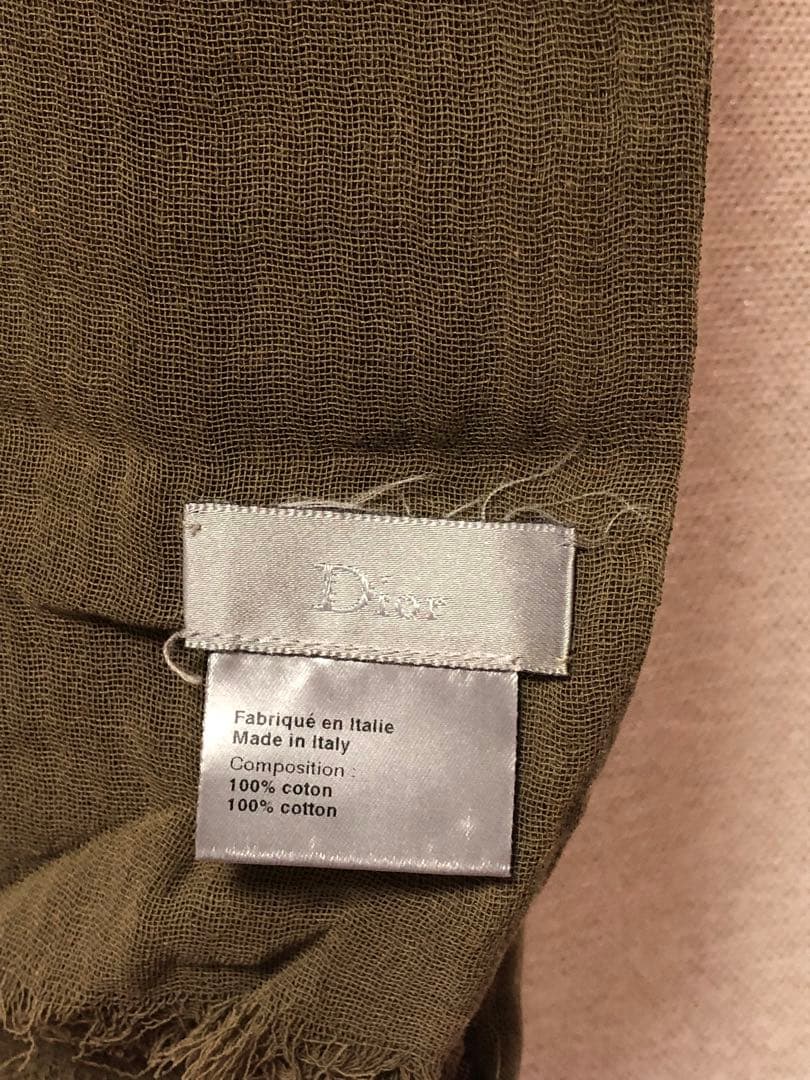 Dior
Fabriqué en Italie
Made in Italy
Composition :
100% coton
100% cotton